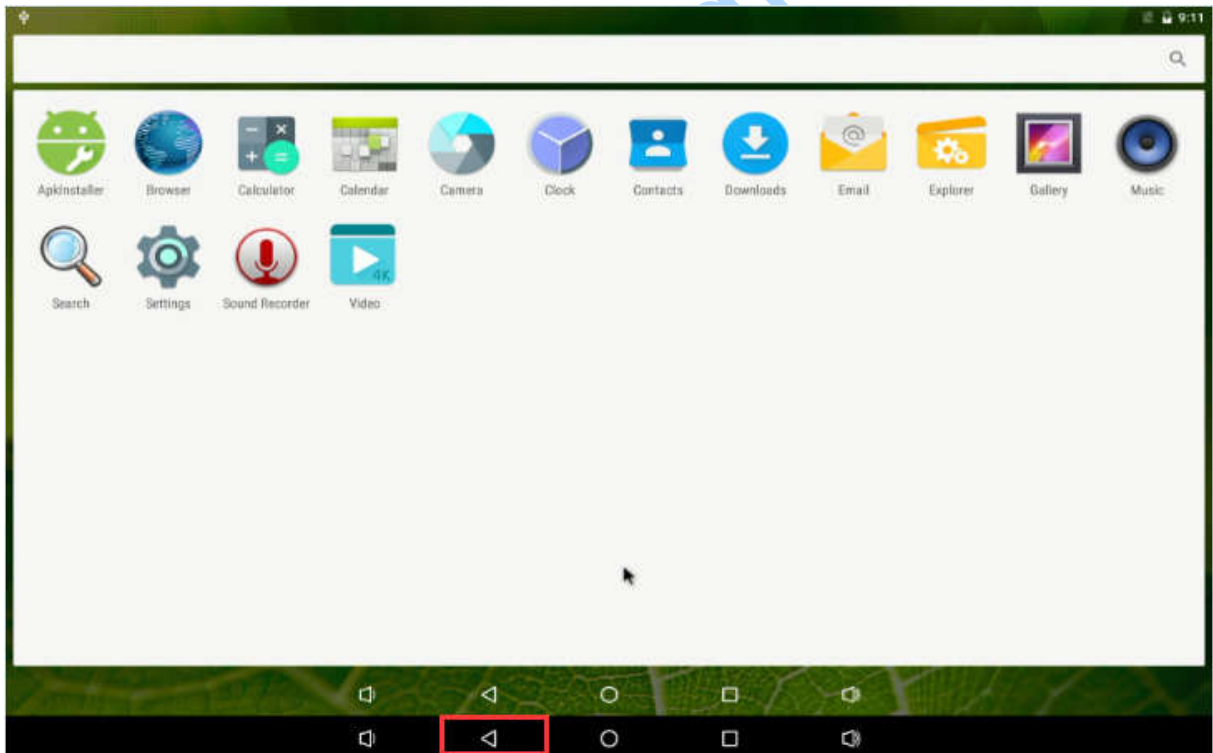 9:11
ApkInstaller Browser Calculator Calendar Camera Clock Contacts Downloads Email Explorer Gallery Music
4K
Search Settings Sound Recorder Video